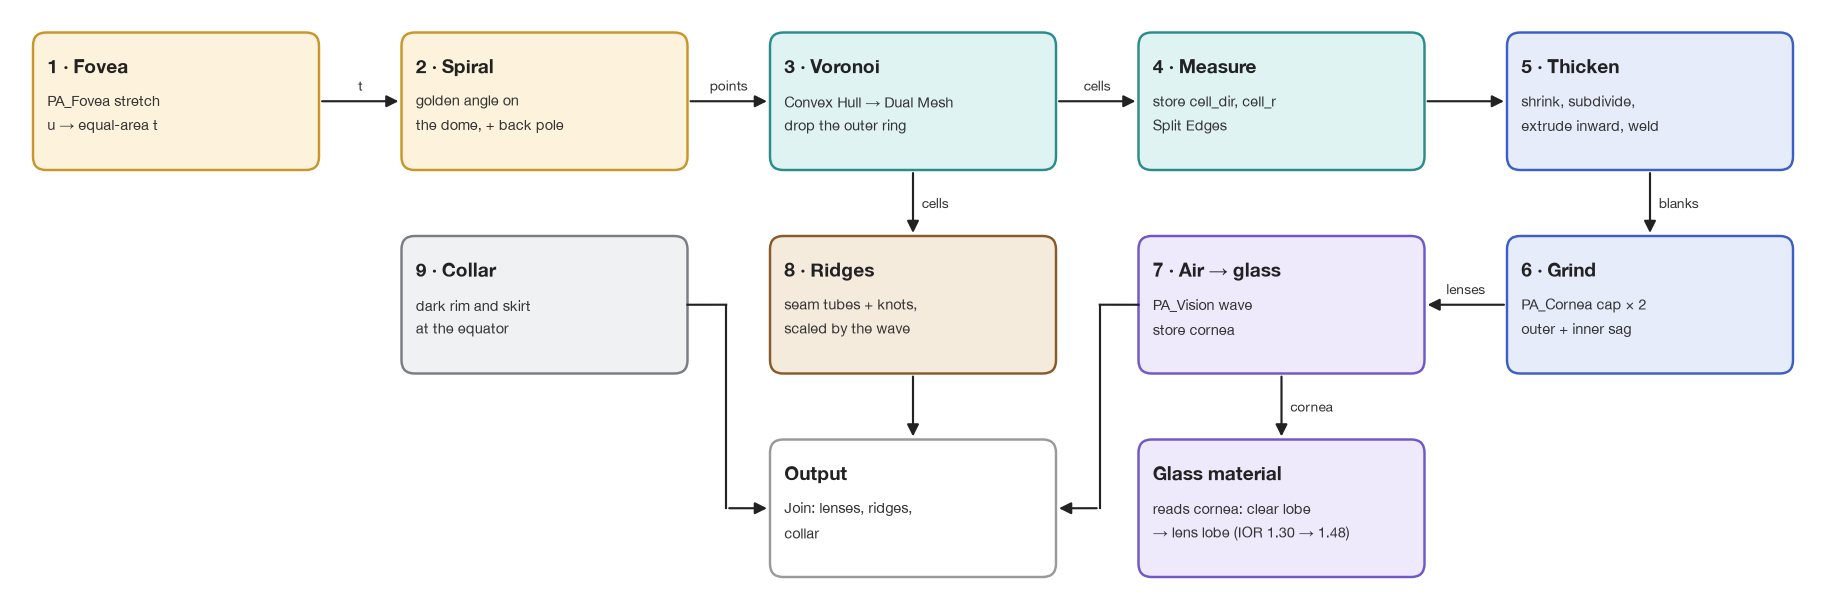 1 · Fovea
PA_Fovea stretch
u → equal-area t
t
2 · Spiral
golden angle on
the dome, + back pole
points
3 · Voronoi
Convex Hull → Dual Mesh
drop the outer ring
cells
4 · Measure
store cell_dir, cell_r
Split Edges
5 · Thicken
shrink, subdivide,
extrude inward, weld
cells
blanks
9 · Collar
dark rim and skirt
at the equator
8 · Ridges
seam tubes + knots,
scaled by the wave
7 · Air → glass
PA_Vision wave
store cornea
lenses
6 · Grind
PA_Cornea cap × 2
outer + inner sag
cornea
Output
Join: lenses, ridges,
collar
Glass material
reads cornea: clear lobe
→ lens lobe (IOR 1.30 → 1.48)